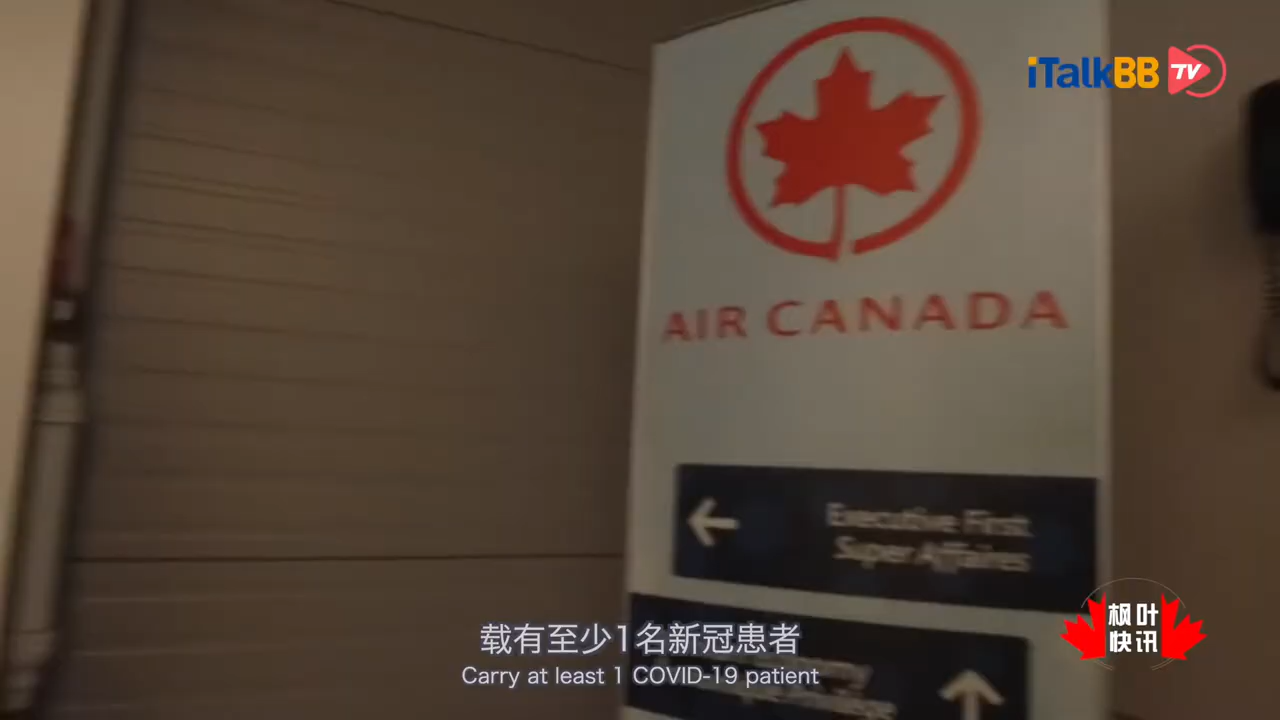 iTalkBB TV
AIR CANADA
Executive First
Super Affaires
枫叶
快讯
载有至少1名新冠患者
Carry at least 1 COVID-19 patient